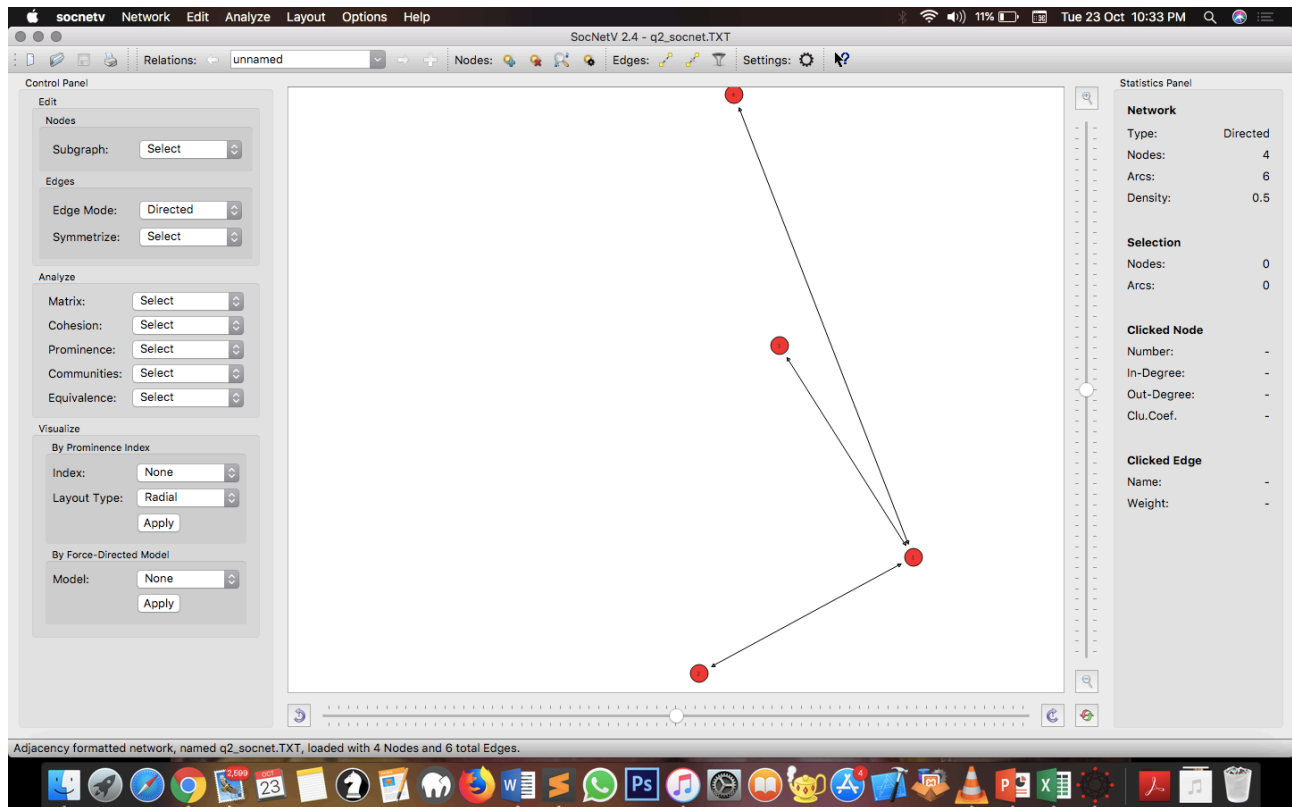 socnetv Network Edit Analyze Layout Options Help 11% Tue 23 Oct 10:33 PM
SocNetV 2.4 - q2_socnet.TXT
Relations: unnamed Nodes: Edges: Settings:
Control Panel
Edit
Nodes
Subgraph: Select
Edges
Edge Mode: Directed
Symmetrize: Select
Analyze
Matrix: Select
Cohesion: Select
Prominence: Select
Communities: Select
Equivalence: Select
Visualize
By Prominence Index
Index: None
Layout Type: Radial
Apply
By Force-Directed Model
Model: None
Apply
Statistics Panel
Network
Type: Directed
Nodes: 4
Arcs: 6
Density: 0.5
Selection
Nodes: 0
Arcs: 0
Clicked Node
Number: -
In-Degree: -
Out-Degree: -
Clu.Coef. -
Clicked Edge
Name: -
Weight: -
Adjacency formatted network, named q2_socnet.TXT, loaded with 4 Nodes and 6 total Edges.
2,599 OCT 23 W S Ps 4 P X